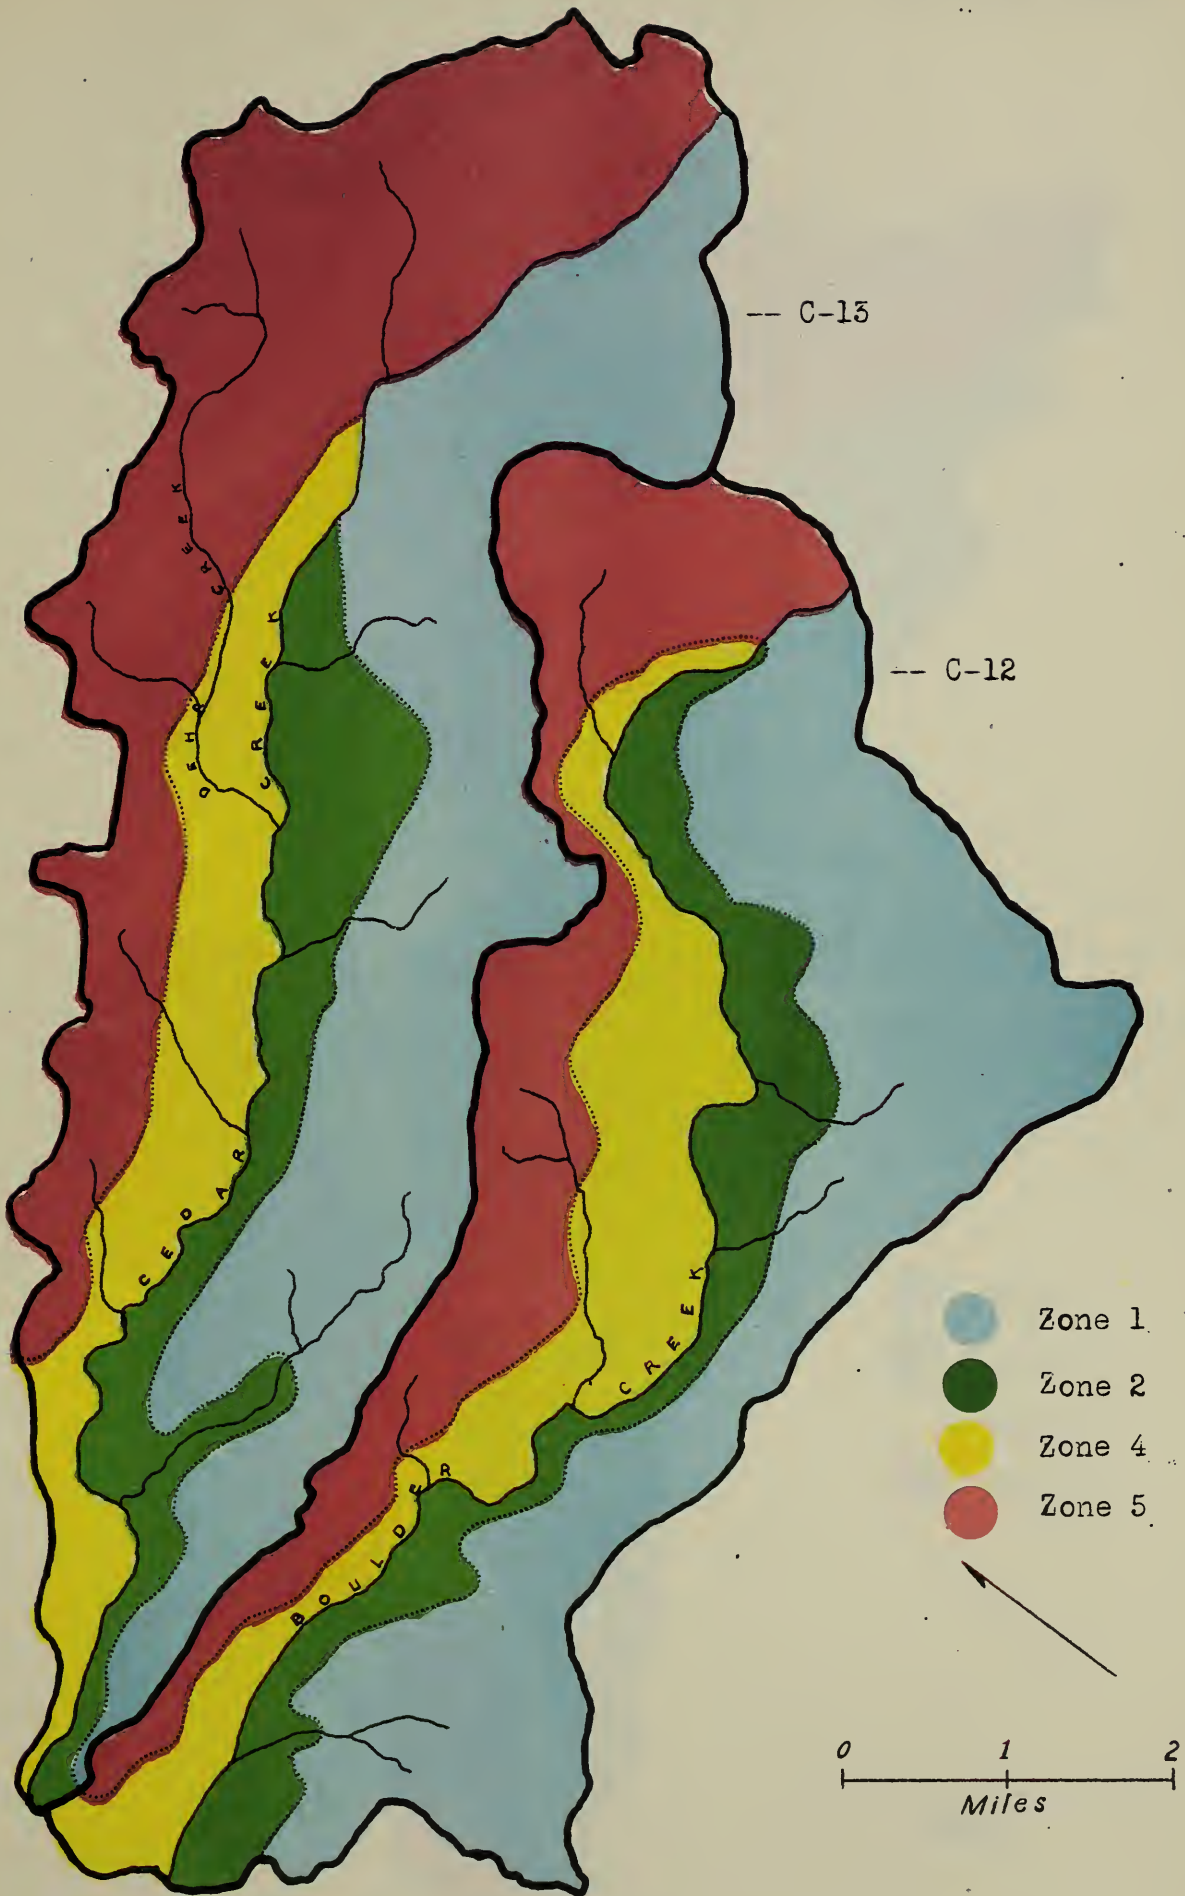 -- C-13
-- C-12
DEHR CREEK
CEDAR CREEK
BOULDER CREEK
Zone 1
Zone 2
Zone 4
Zone 5
0 1 2
Miles